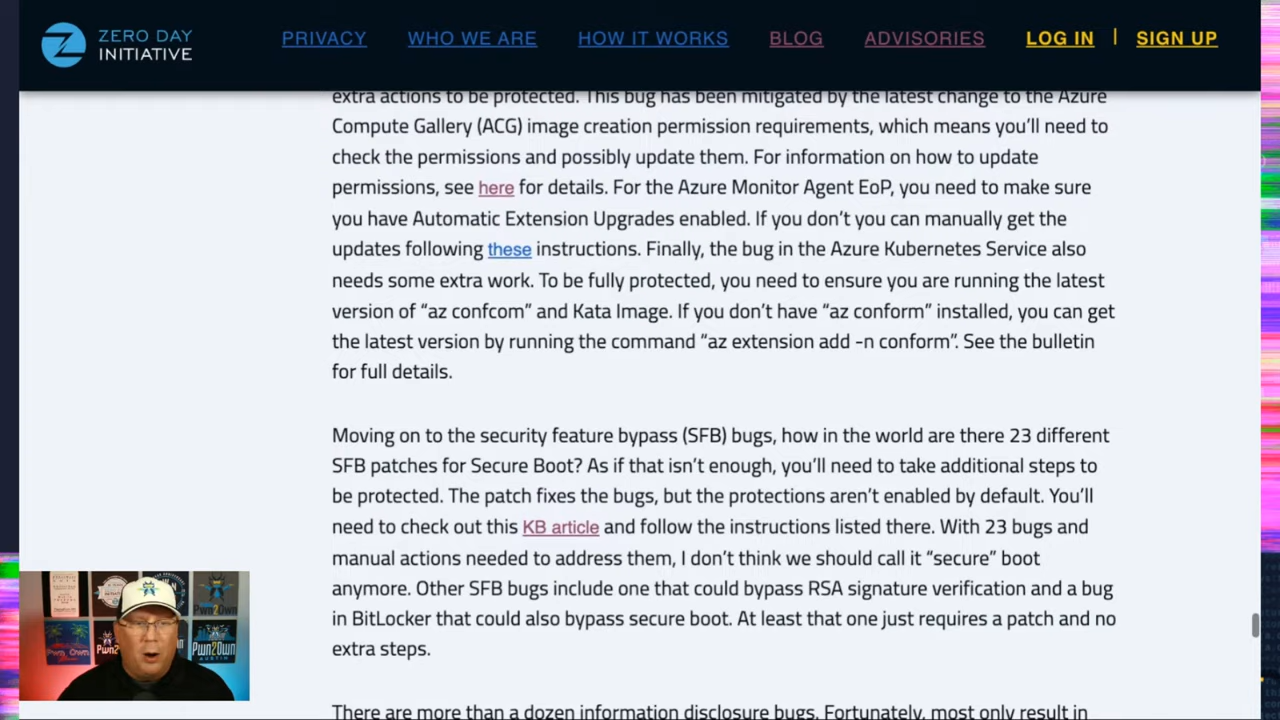 ZERO DAY
INITIATIVE
PRIVACY
WHO WE ARE
HOW IT WORKS
BLOG
ADVISORIES
LOG IN
|
SIGN UP
extra actions to be protected. This bug has been mitigated by the latest change to the Azure
Compute Gallery (ACG) image creation permission requirements, which means you’ll need to
check the permissions and possibly update them. For information on how to update
permissions, see here for details. For the Azure Monitor Agent EoP, you need to make sure
you have Automatic Extension Upgrades enabled. If you don’t you can manually get the
updates following these instructions. Finally, the bug in the Azure Kubernetes Service also
needs some extra work. To be fully protected, you need to ensure you are running the latest
version of “az confcom” and Kata Image. If you don’t have “az conform” installed, you can get
the latest version by running the command “az extension add -n conform”. See the bulletin
for full details.
Moving on to the security feature bypass (SFB) bugs, how in the world are there 23 different
SFB patches for Secure Boot? As if that isn’t enough, you’ll need to take additional steps to
be protected. The patch fixes the bugs, but the protections aren’t enabled by default. You’ll
need to check out this KB article and follow the instructions listed there. With 23 bugs and
manual actions needed to address them, I don’t think we should call it “secure” boot
anymore. Other SFB bugs include one that could bypass RSA signature verification and a bug
in BitLocker that could also bypass secure boot. At least that one just requires a patch and no
extra steps.
There are more than a dozen information disclosure bugs. Fortunately, most only result in
Pwn2Own
Pwn Own
Pwn2Own
AUSTIN